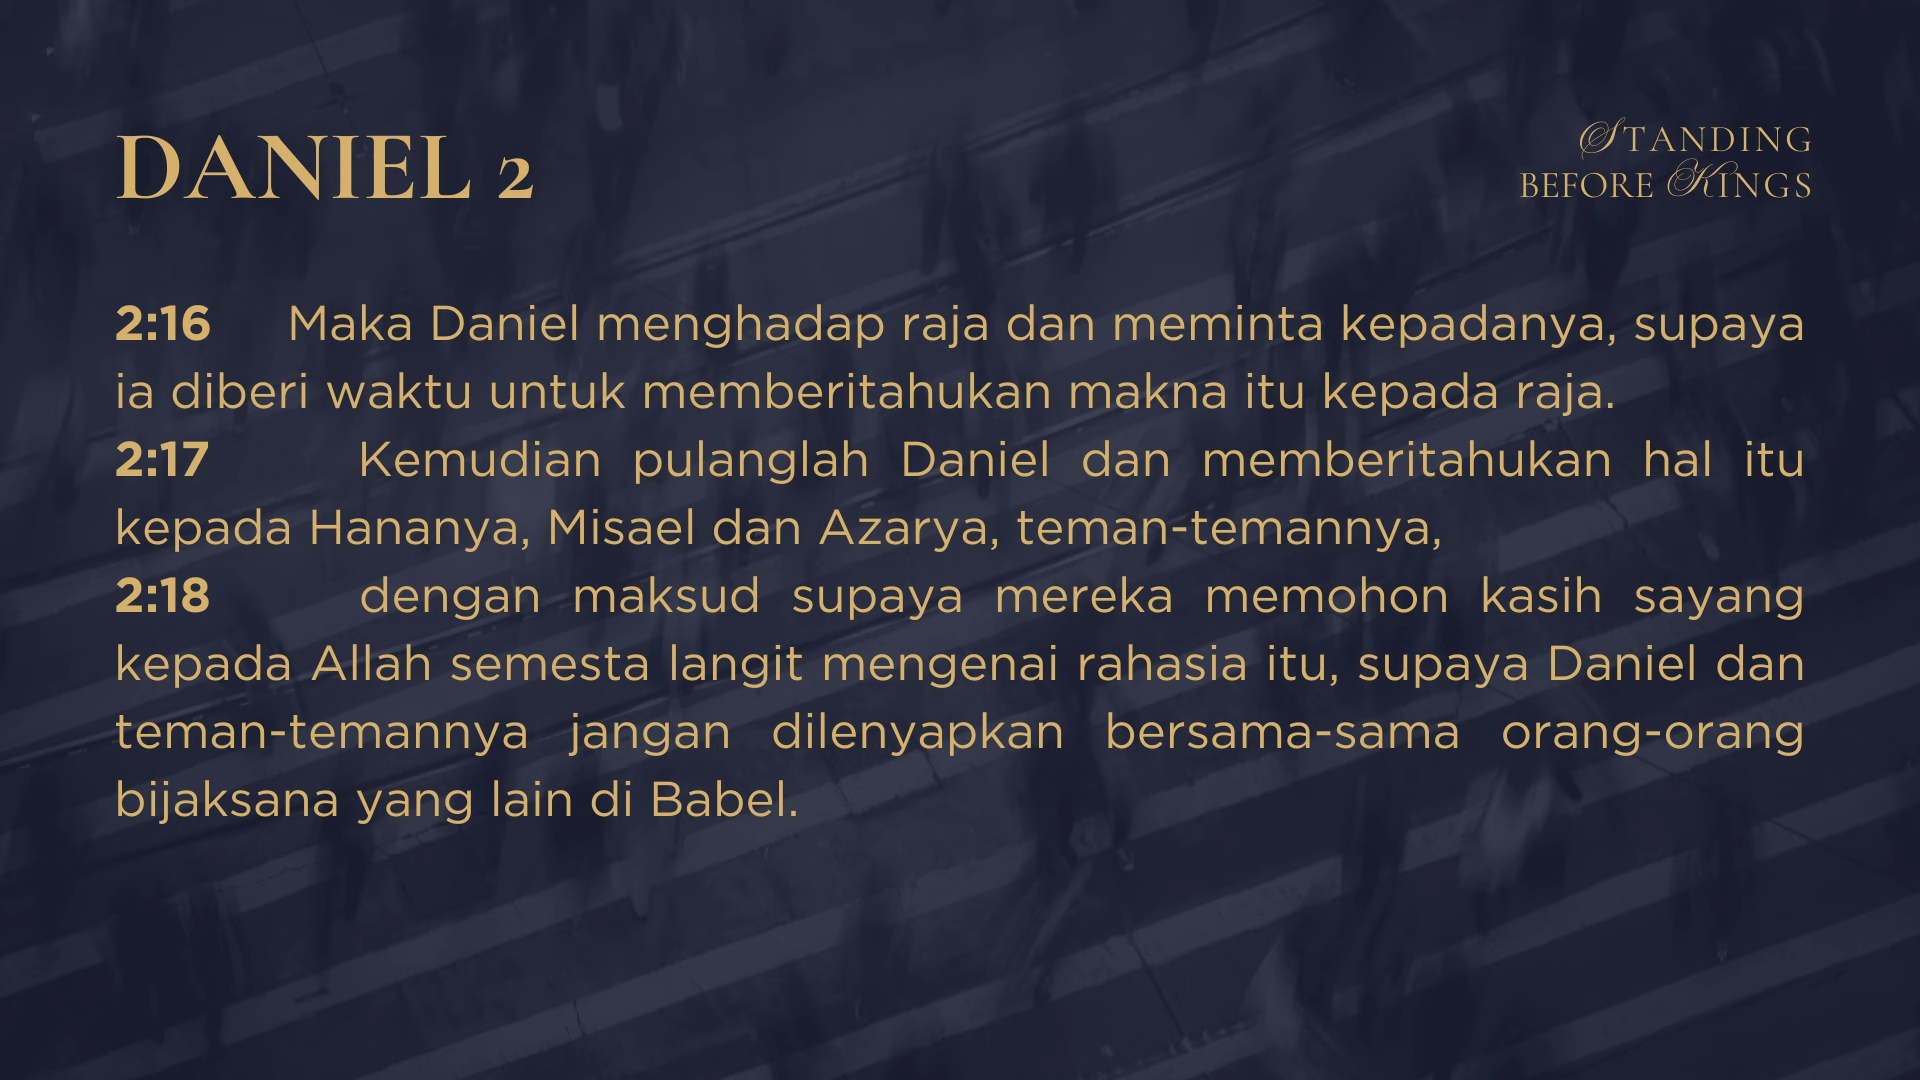 DANIEL 2
STANDING
BEFORE KINGS
2:16 Maka Daniel menghadap raja dan meminta kepadanya, supaya
ia diberi waktu untuk memberitahukan makna itu kepada raja.
2:17 Kemudian pulanglah Daniel dan memberitahukan hal itu
kepada Hananya, Misael dan Azarya, teman-temannya,
2:18 dengan maksud supaya mereka memohon kasih sayang
kepada Allah semesta langit mengenai rahasia itu, supaya Daniel dan
teman-temannya jangan dilenyapkan bersama-sama orang-orang
bijaksana yang lain di Babel.